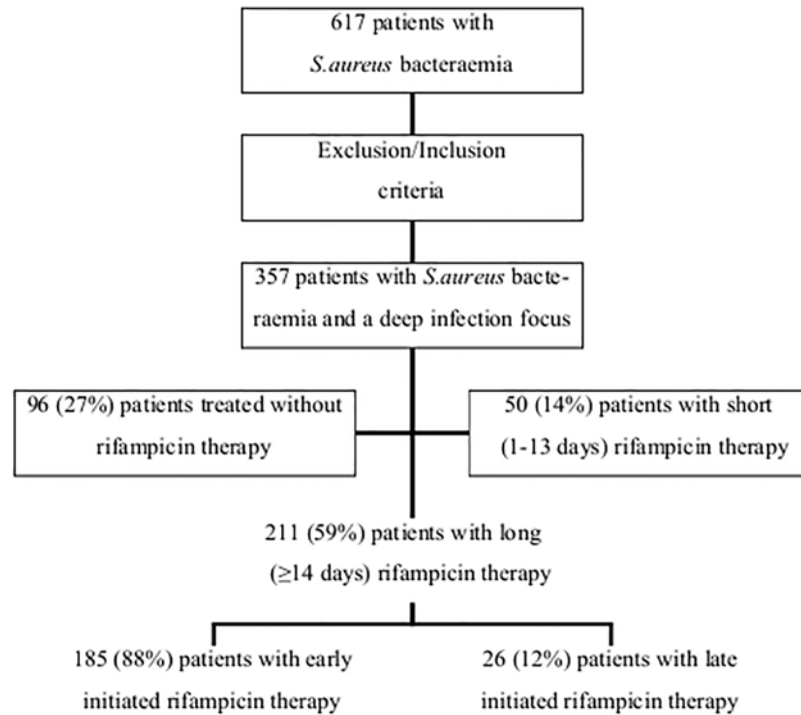 617 patients with
S.aureus bacteraemia
Exclusion/Inclusion
criteria
357 patients with S.aureus bacte-
raemia and a deep infection focus
96 (27%) patients treated without
rifampicin therapy
50 (14%) patients with short
(1-13 days) rifampicin therapy
211 (59%) patients with long
(≥14 days) rifampicin therapy
185 (88%) patients with early
initiated rifampicin therapy
26 (12%) patients with late
initiated rifampicin therapy